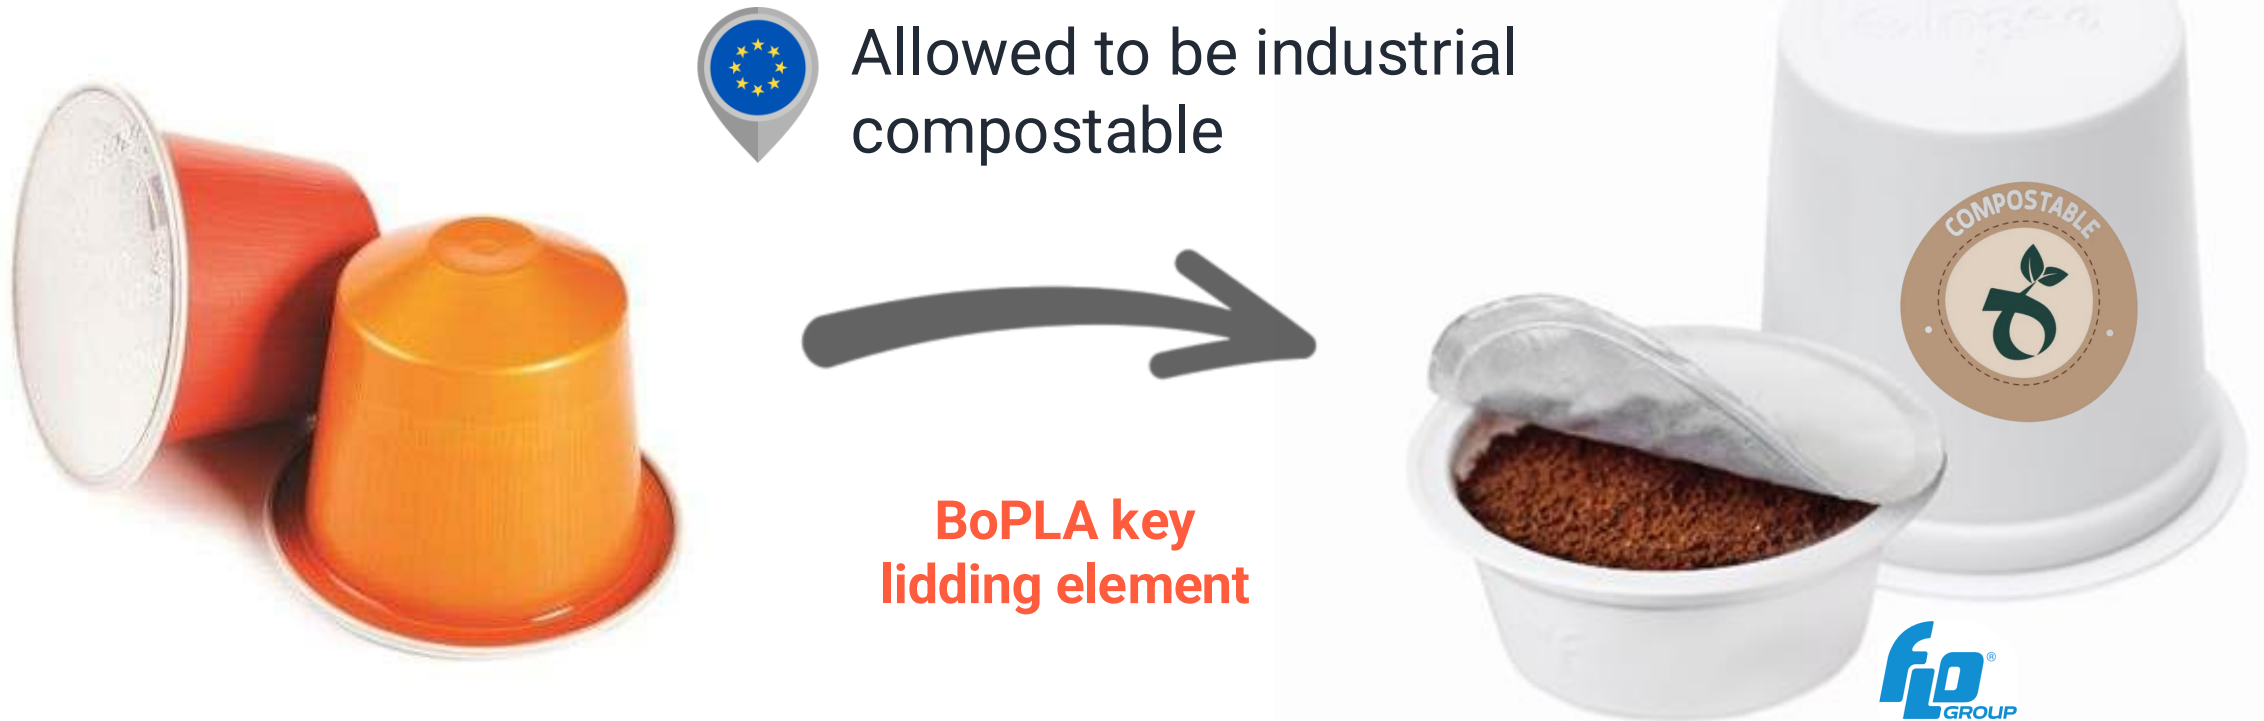 Allowed to be industrial
compostable
COMPOSTABLE
BoPLA key
lidding element
FLO®
GROUP